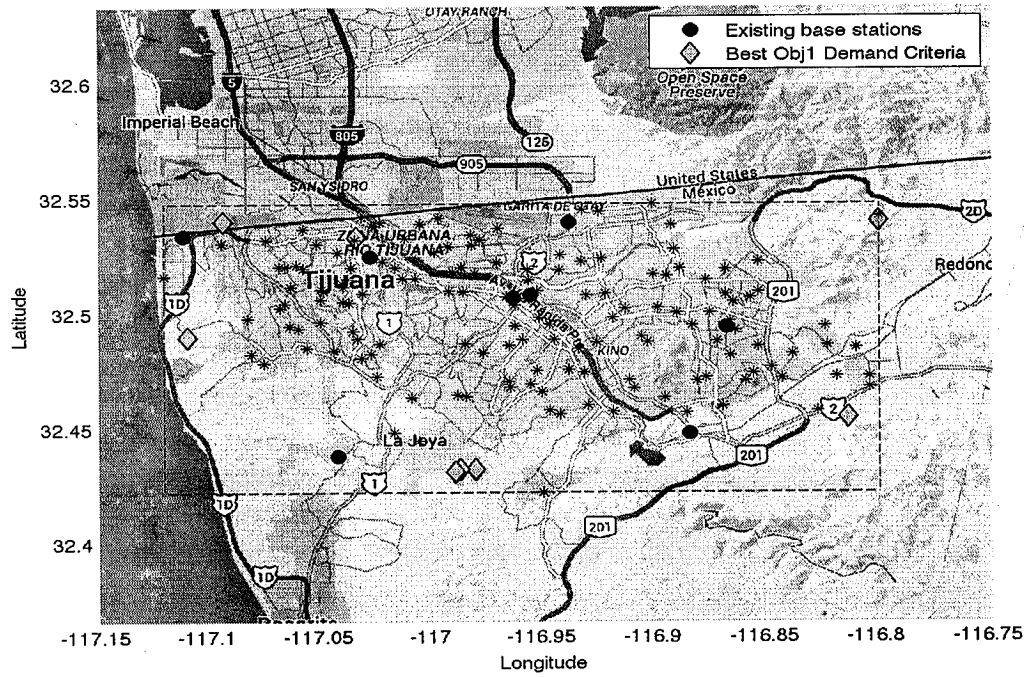 OTAY RANCH
Existing base stations
Best Obj1 Demand Criteria
32.6
5
Open Space
Preserve
Imperial Beach
805
125
905
SAN YSIDRO
United States
México
32.55
GARITA DE OTAY
2D
ZONA URBANA
RIO TIJUANA
2
Tijuana
Redond
201
1D
Latitude
32.5
1
KINO
2
La Joya
32.45
201
1
1D
201
32.4
1D
-117.15
-117.1
-117.05
-117
-116.95
-116.9
-116.85
-116.8
-116.75
Longitude